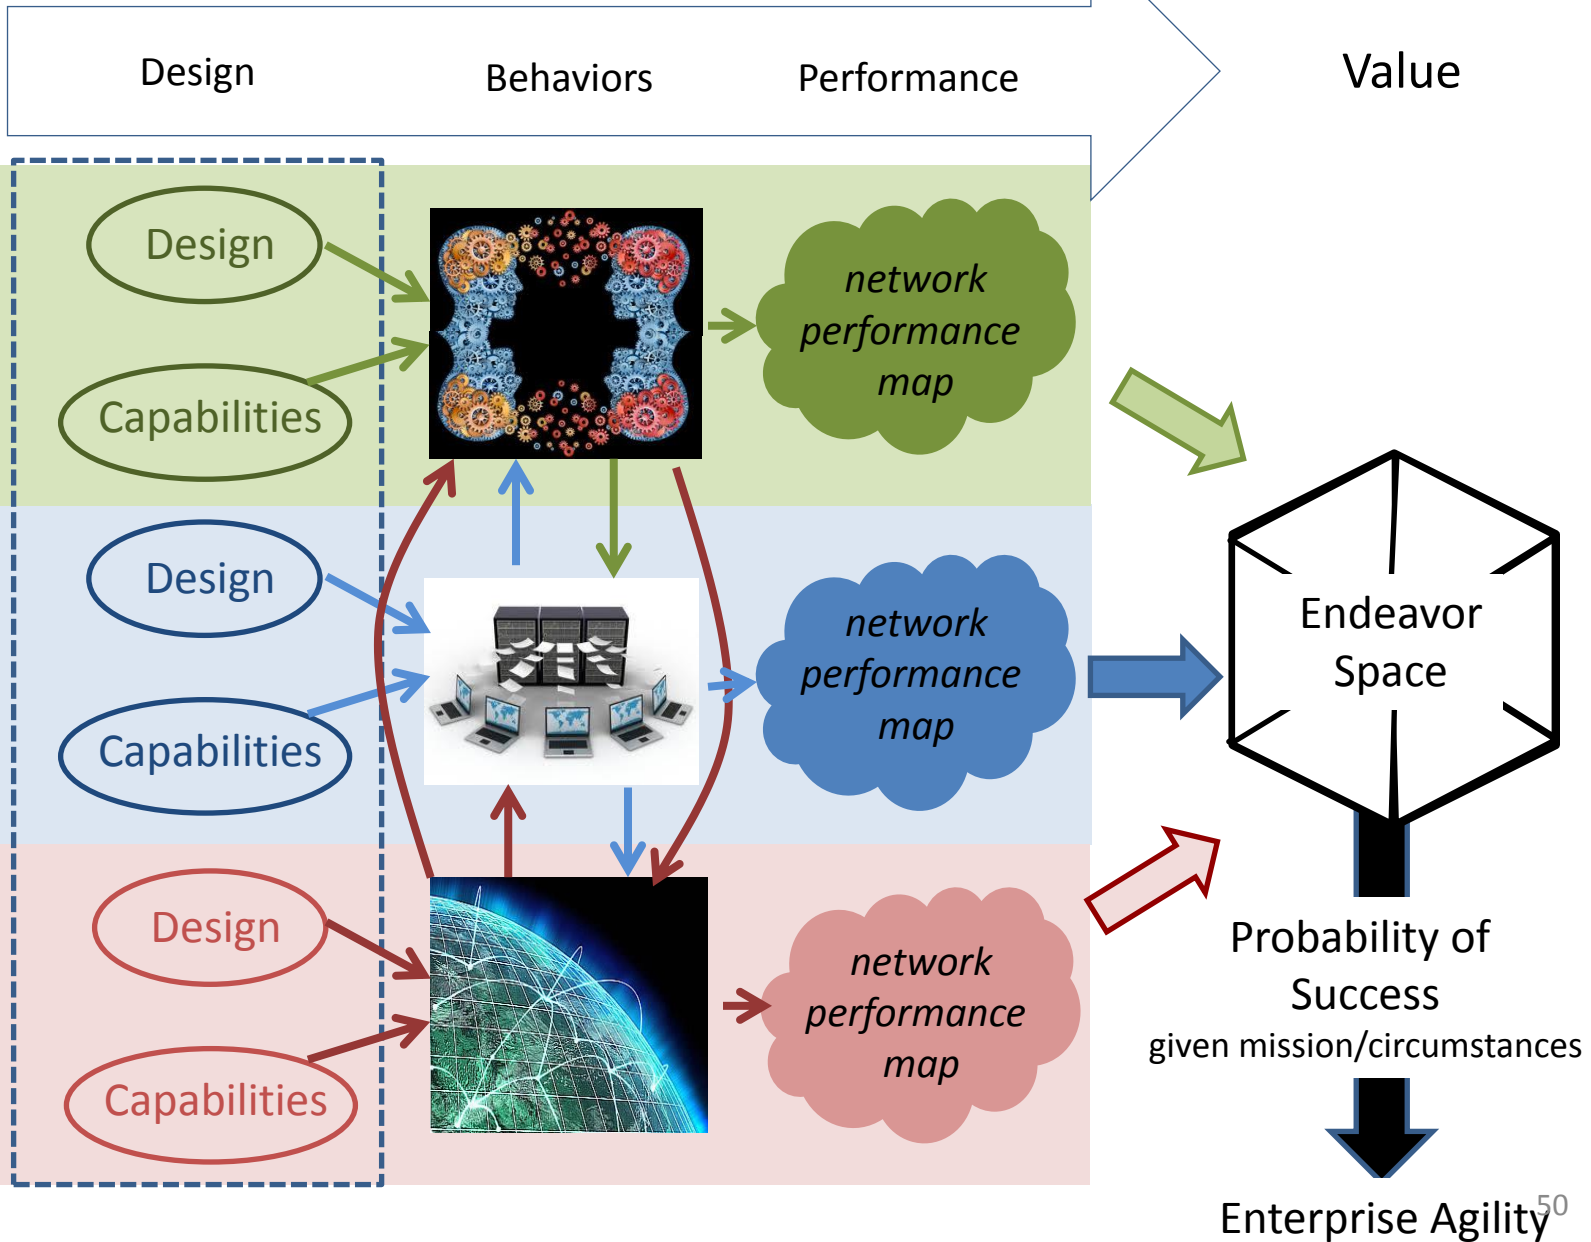 Design
Behaviors
Performance
Value
Design
Capabilities
network
performance
map
Design
Capabilities
network
performance
map
Design
Capabilities
network
performance
map
Endeavor
Space
Probability of
Success
given mission/circumstances
Enterprise Agility
50